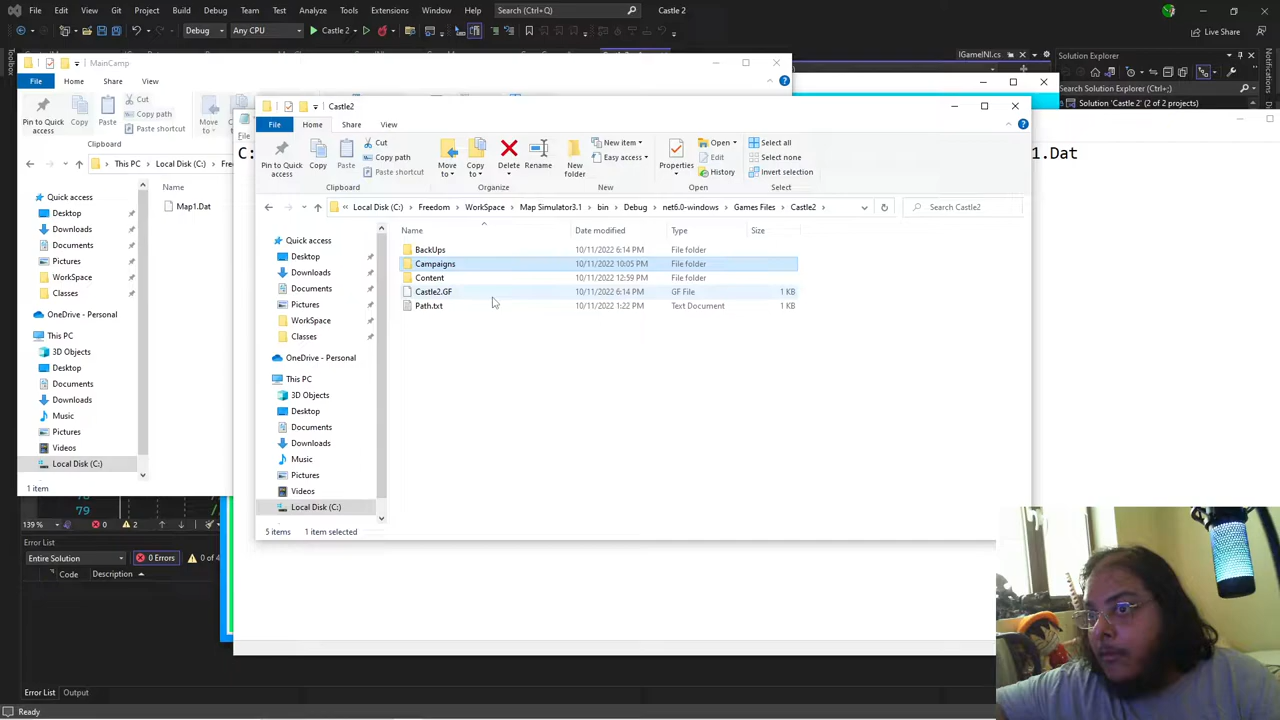 File Edit View Git Project Build Debug Team Test Analyze Tools Extensions Window Help Search (Ctrl+Q) Castle 2
Debug Any CPU Castle 2 Live Share
IGameINI.cs Solution Explorer
Toolbox
Search Solution Explorer (Ctrl+;)
Solution 'Castle 2' (2 of 2 projects)
MainCamp
File Home Share View
Pin to Quick access
Copy
Paste
Cut
Copy path
Paste shortcut
Move to
Clipboard
This PC Local Disk (C:)
Name
Map1.Dat
Quick access
Desktop
Downloads
Documents
Pictures
WorkSpace
Classes
OneDrive - Personal
This PC
3D Objects
Desktop
Documents
Downloads
Music
Pictures
Videos
Local Disk (C:)
1 item
File
C:
1.Dat
Castle2
File Home Share View
Pin to Quick access
Copy
Paste
Cut
Copy path
Paste shortcut
Clipboard
Move to
Copy to
Delete
Rename
Organize
New folder
New item
Easy access
New
Properties
Open
Edit
History
Open
Select all
Select none
Invert selection
Select
« Local Disk (C:) › Freedom › WorkSpace › Map Simulator3.1 › bin › Debug › net6.0-windows › Games Files › Castle2 ›
Search Castle2
Quick access
Desktop
Downloads
Documents
Pictures
WorkSpace
Classes
OneDrive - Personal
This PC
3D Objects
Desktop
Documents
Downloads
Music
Pictures
Videos
Local Disk (C:)
Name Date modified Type Size
BackUps 10/11/2022 6:14 PM File folder
Campaigns 10/11/2022 10:05 PM File folder
Content 10/11/2022 12:59 PM File folder
Castle2.GF 10/11/2022 6:14 PM GF File 1 KB
Path.txt 10/11/2022 1:22 PM Text Document 1 KB
5 items 1 item selected
79
139 % 0 2
Error List
Entire Solution 0 Errors 0 of 4
Code Description
Error List Output
Ready